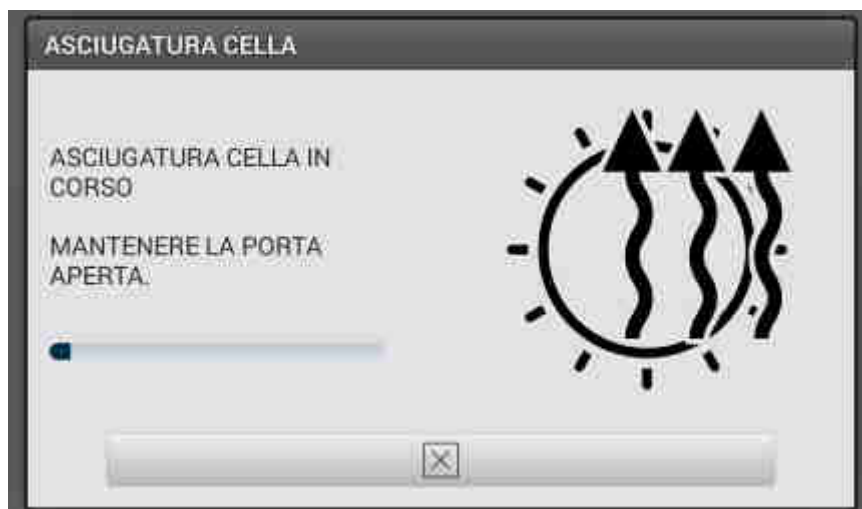 ASCIUGATURA CELLA
ASCIUGATURA CELLA IN
CORSO
MANTENERE LA PORTA
APERTA.